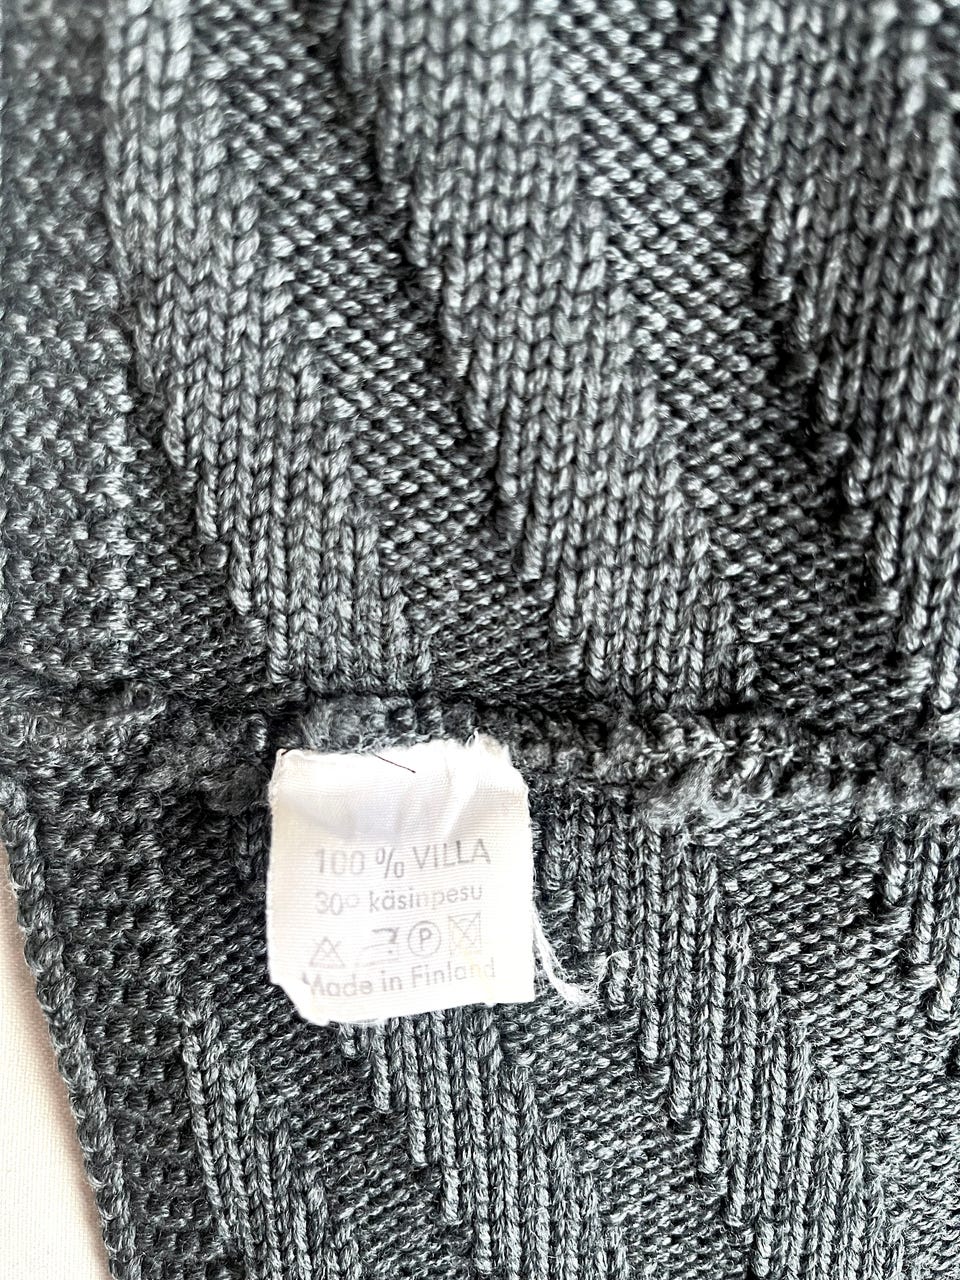 100 % VILLA
30° käsinpesu
P
Made in Finland